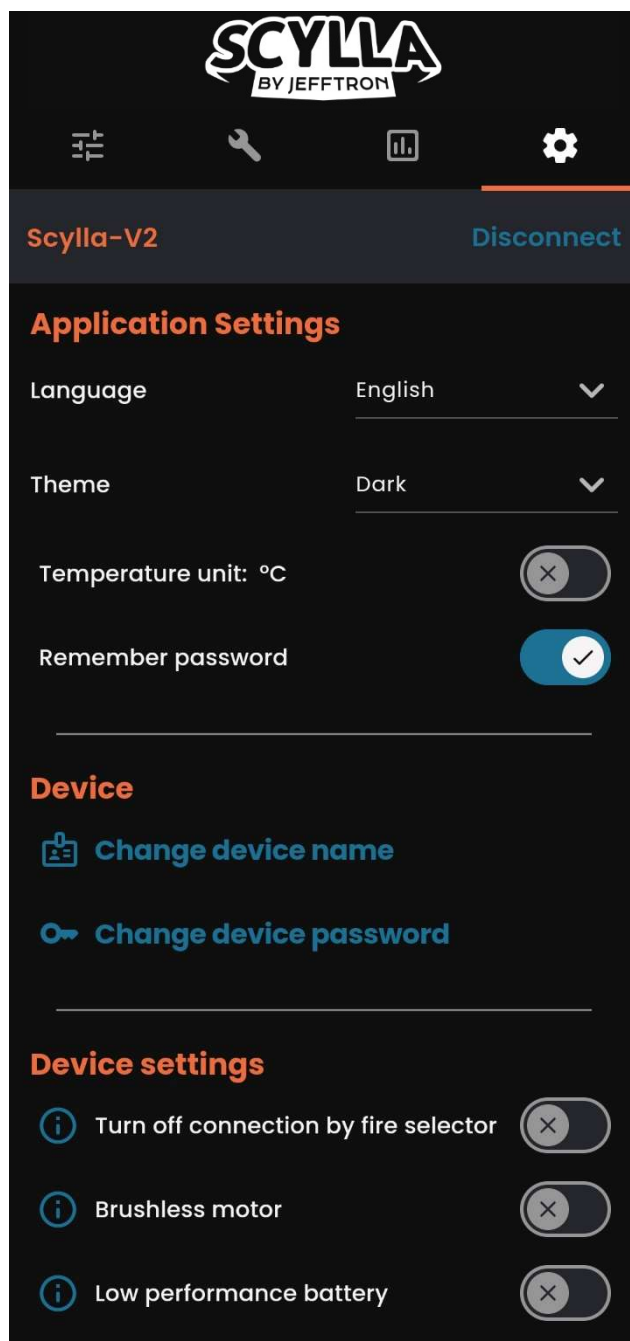 SCYLLA
BY JEFFTRON
Scylla-V2 Disconnect
Application Settings
Language English
Theme Dark
Temperature unit: °C
Remember password
Device
Change device name
Change device password
Device settings
Turn off connection by fire selector
Brushless motor
Low performance battery